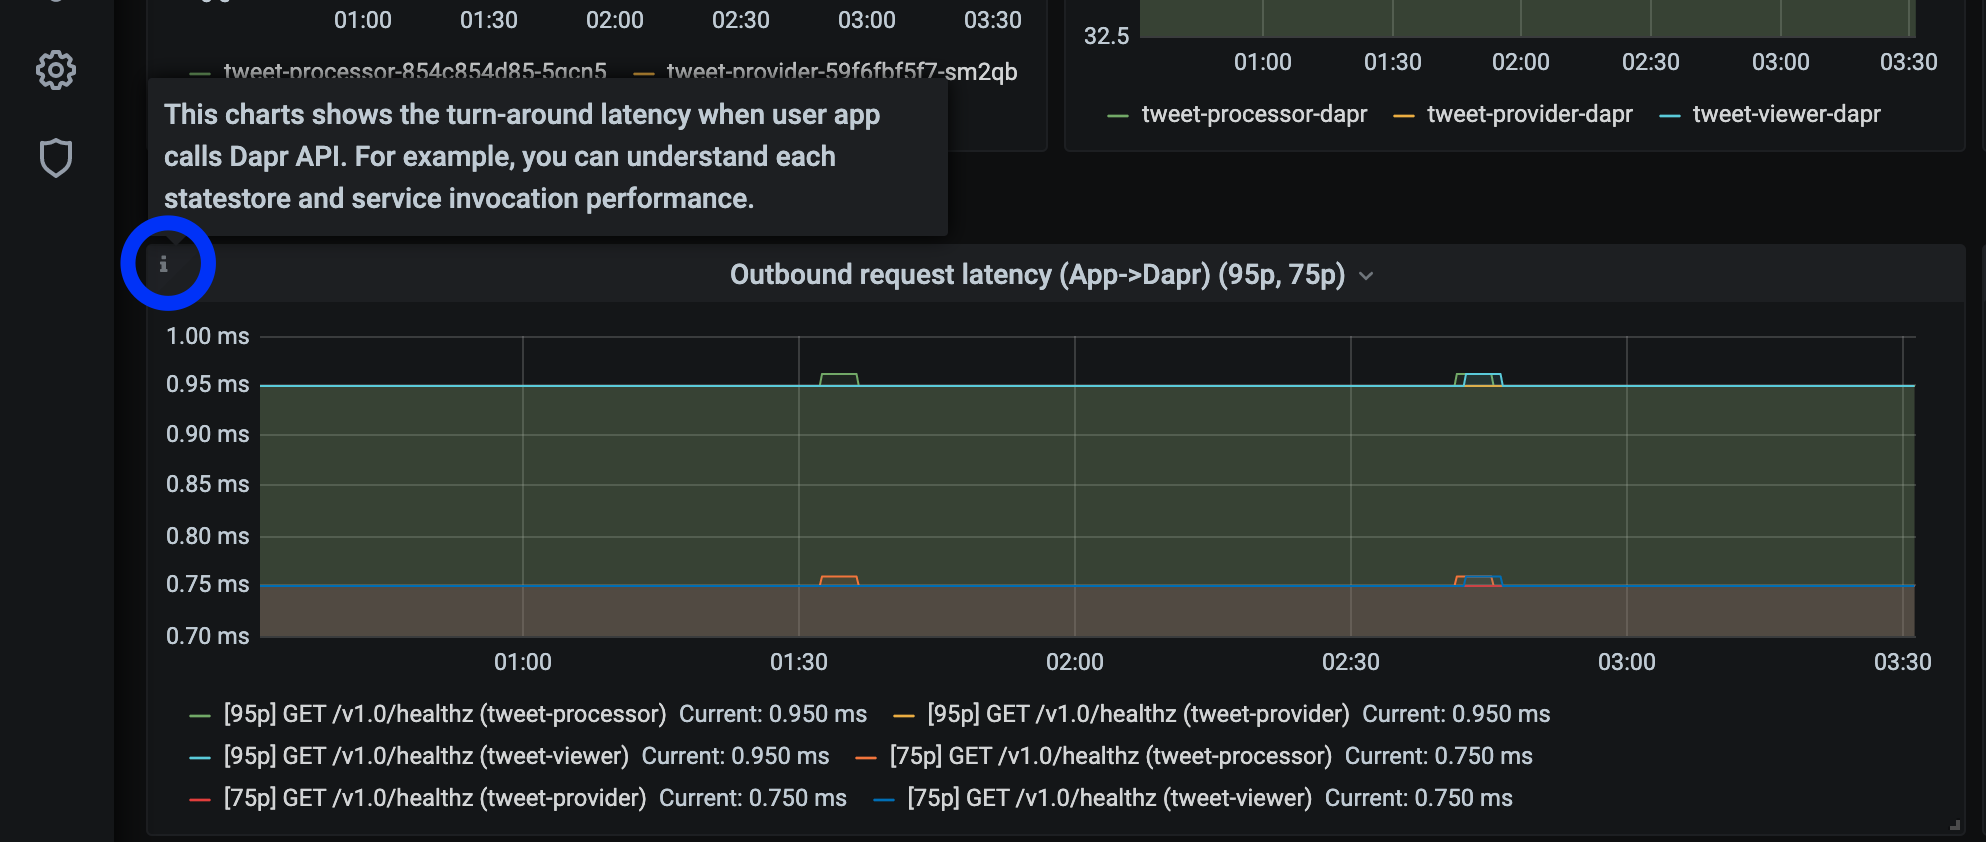 01:00 01:30 02:00 02:30 03:00 03:30
tweet-processor-854c854d85-5qcn5 tweet-provider-59f6fbf5f7-sm2qb
32.5
01:00 01:30 02:00 02:30 03:00 03:30
tweet-processor-dapr tweet-provider-dapr tweet-viewer-dapr
This charts shows the turn-around latency when user app
calls Dapr API. For example, you can understand each
statestore and service invocation performance.
i
Outbound request latency (App->Dapr) (95p, 75p)
1.00 ms
0.95 ms
0.90 ms
0.85 ms
0.80 ms
0.75 ms
0.70 ms
01:00 01:30 02:00 02:30 03:00 03:30
[95p] GET /v1.0/healthz (tweet-processor) Current: 0.950 ms [95p] GET /v1.0/healthz (tweet-provider) Current: 0.950 ms
[95p] GET /v1.0/healthz (tweet-viewer) Current: 0.950 ms [75p] GET /v1.0/healthz (tweet-processor) Current: 0.750 ms
[75p] GET /v1.0/healthz (tweet-provider) Current: 0.750 ms [75p] GET /v1.0/healthz (tweet-viewer) Current: 0.750 ms